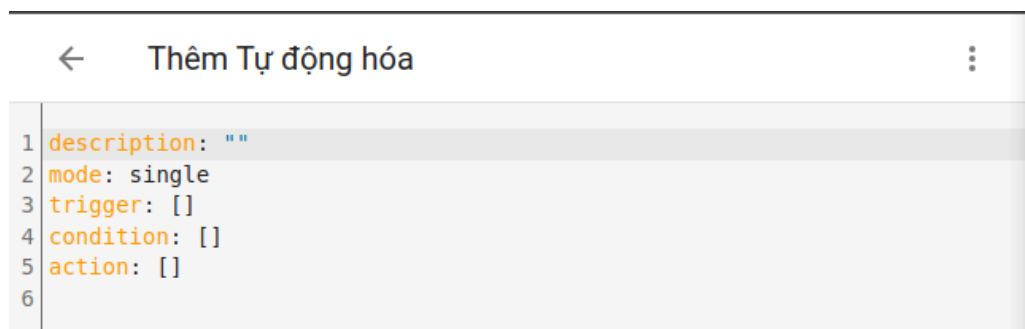 Thêm Tự động hóa
1 description: ""
2 mode: single
3 trigger: []
4 condition: []
5 action: []
6